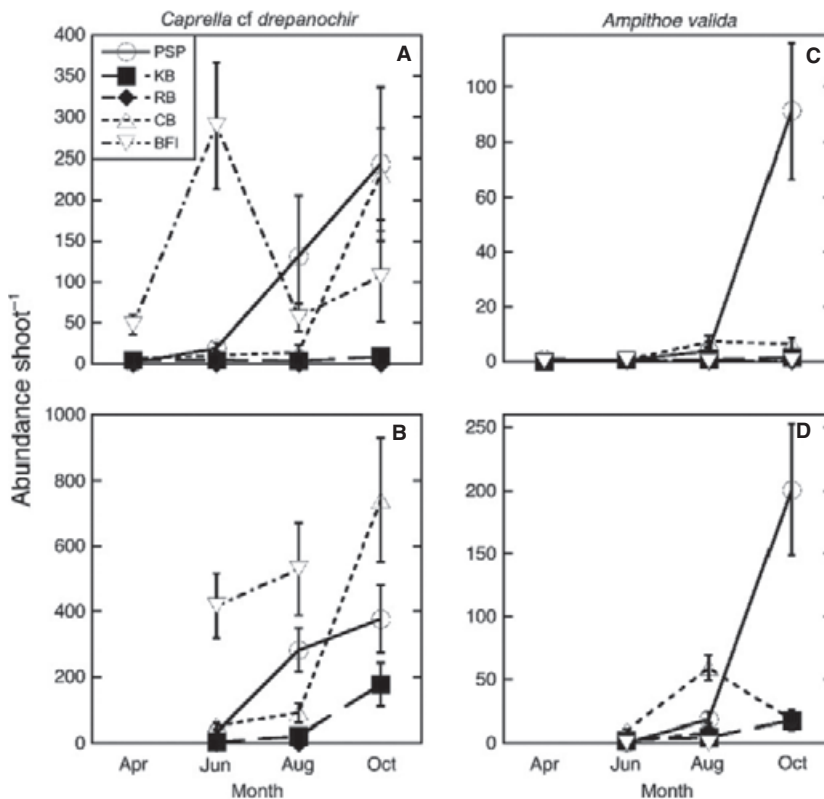 Caprella cf drepanochir
Ampithoe valida
Abundance shoot⁻¹
400
350
300
250
200
150
100
50
0
PSP
KB
RB
CB
BFI
A
100
80
60
40
20
0
C
1000
800
600
400
200
0
B
Apr Jun Aug Oct
Month
250
200
150
100
50
0
D
Apr Jun Aug Oct
Month